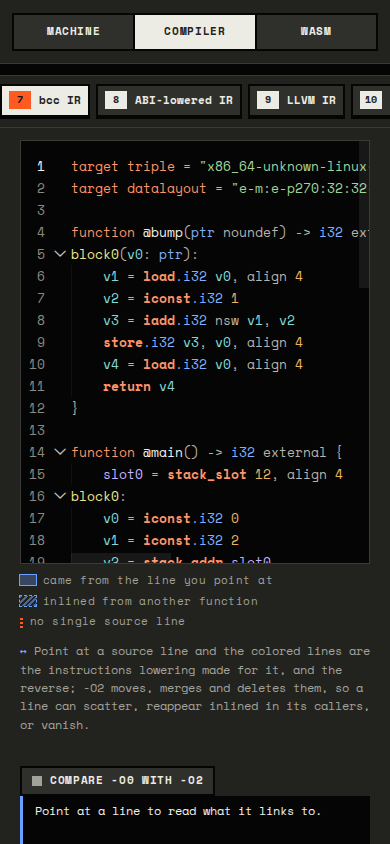 MACHINE COMPILER WASM
7 bcc IR 8 ABI-lowered IR 9 LLVM IR 10
1 target triple = "x86_64-unknown-linux
2 target datalayout = "e-m:e-p270:32:32
3
4 function @bump(ptr noundef) -> i32 ex
5 block0(v0: ptr):
6 v1 = load.i32 v0, align 4
7 v2 = iconst.i32 1
8 v3 = iadd.i32 nsw v1, v2
9 store.i32 v3, v0, align 4
10 v4 = load.i32 v0, align 4
11 return v4
12 }
13
14 function @main() -> i32 external {
15 slot0 = stack_slot 12, align 4
16 block0:
17 v0 = iconst.i32 0
18 v1 = iconst.i32 2
19 v2 = stack_addr slot0
came from the line you point at
inlined from another function
no single source line
↔ Point at a source line and the colored lines are
the instructions lowering made for it, and the
reverse; -O2 moves, merges and deletes them, so a
line can scatter, reappear inlined in its callers,
or vanish.
COMPARE -O0 WITH -O2
Point at a line to read what it links to.